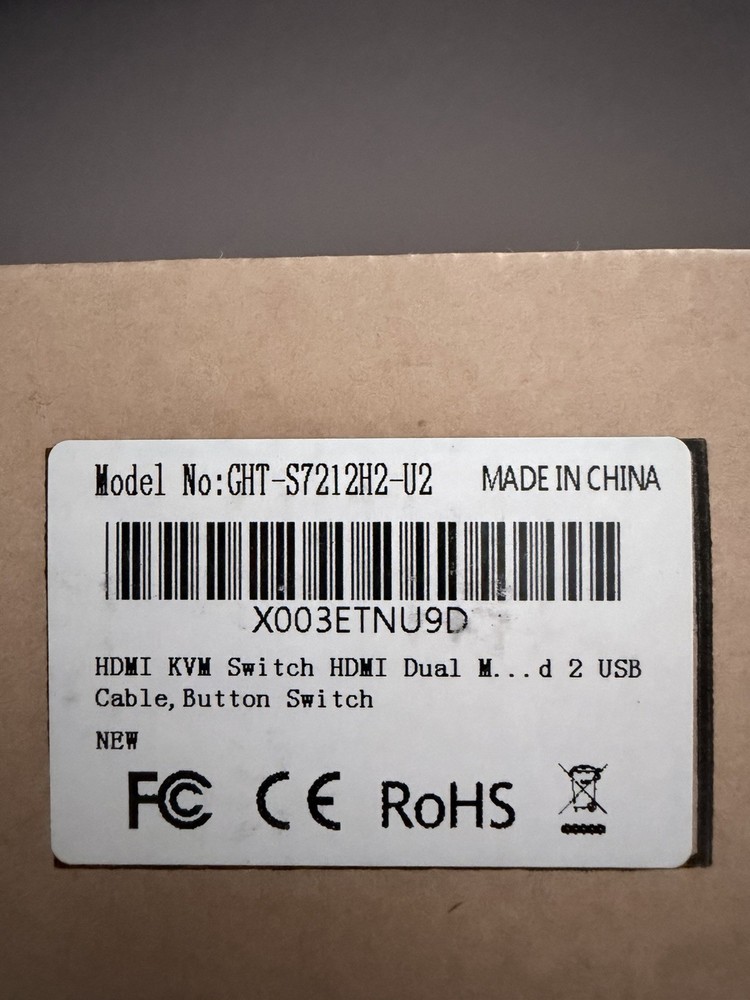 Model No:GHT-S7212H2-U2 MADE IN CHINA
X003ETNU9D
HDMI KVM Switch HDMI Dual M...d 2 USB
Cable,Button Switch
NEW
FC CE RoHS